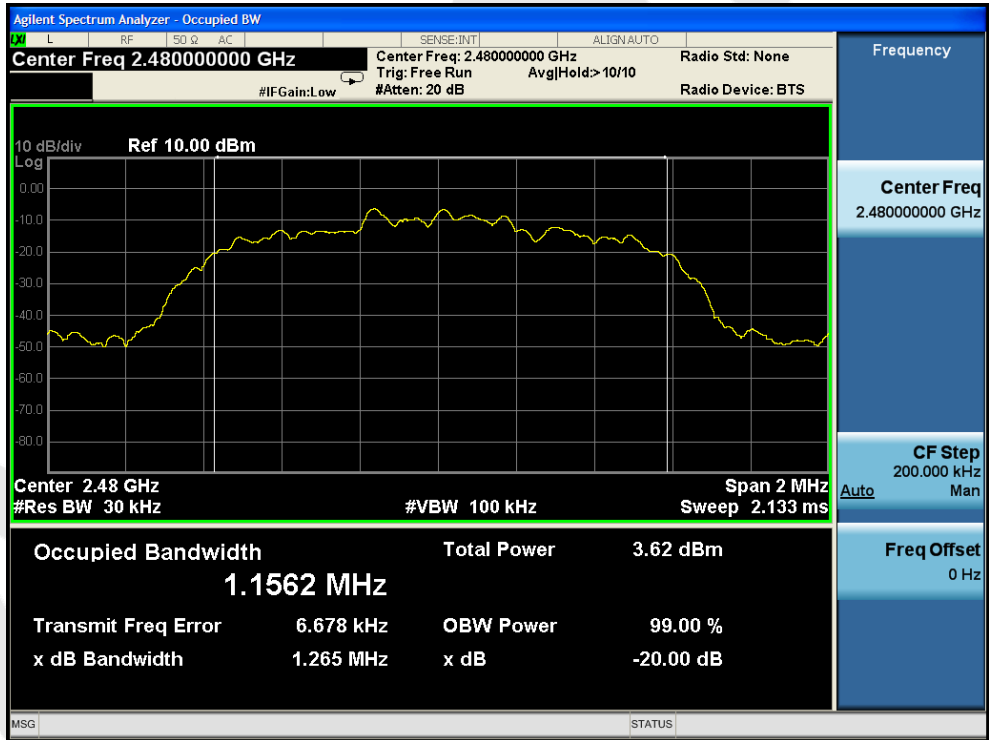 Agilent Spectrum Analyzer - Occupied BW
LXI L RF 50 Ω AC SENSE:INT ALIGN AUTO
Center Freq 2.480000000 GHz
Center Freq: 2.480000000 GHz Radio Std: None
Trig: Free Run Avg|Hold:> 10/10
#IFGain:Low #Atten: 20 dB Radio Device: BTS
10 dB/div Ref 10.00 dBm
Log
0.00
-10.0
-20.0
-30.0
-40.0
-50.0
-60.0
-70.0
-80.0
Center 2.48 GHz Span 2 MHz
#Res BW 30 kHz #VBW 100 kHz Sweep 2.133 ms
Occupied Bandwidth Total Power 3.62 dBm
1.1562 MHz
Transmit Freq Error 6.678 kHz OBW Power 99.00 %
x dB Bandwidth 1.265 MHz x dB -20.00 dB
MSG STATUS
Frequency
Center Freq
2.480000000 GHz
CF Step
200.000 kHz
Auto Man
Freq Offset
0 Hz